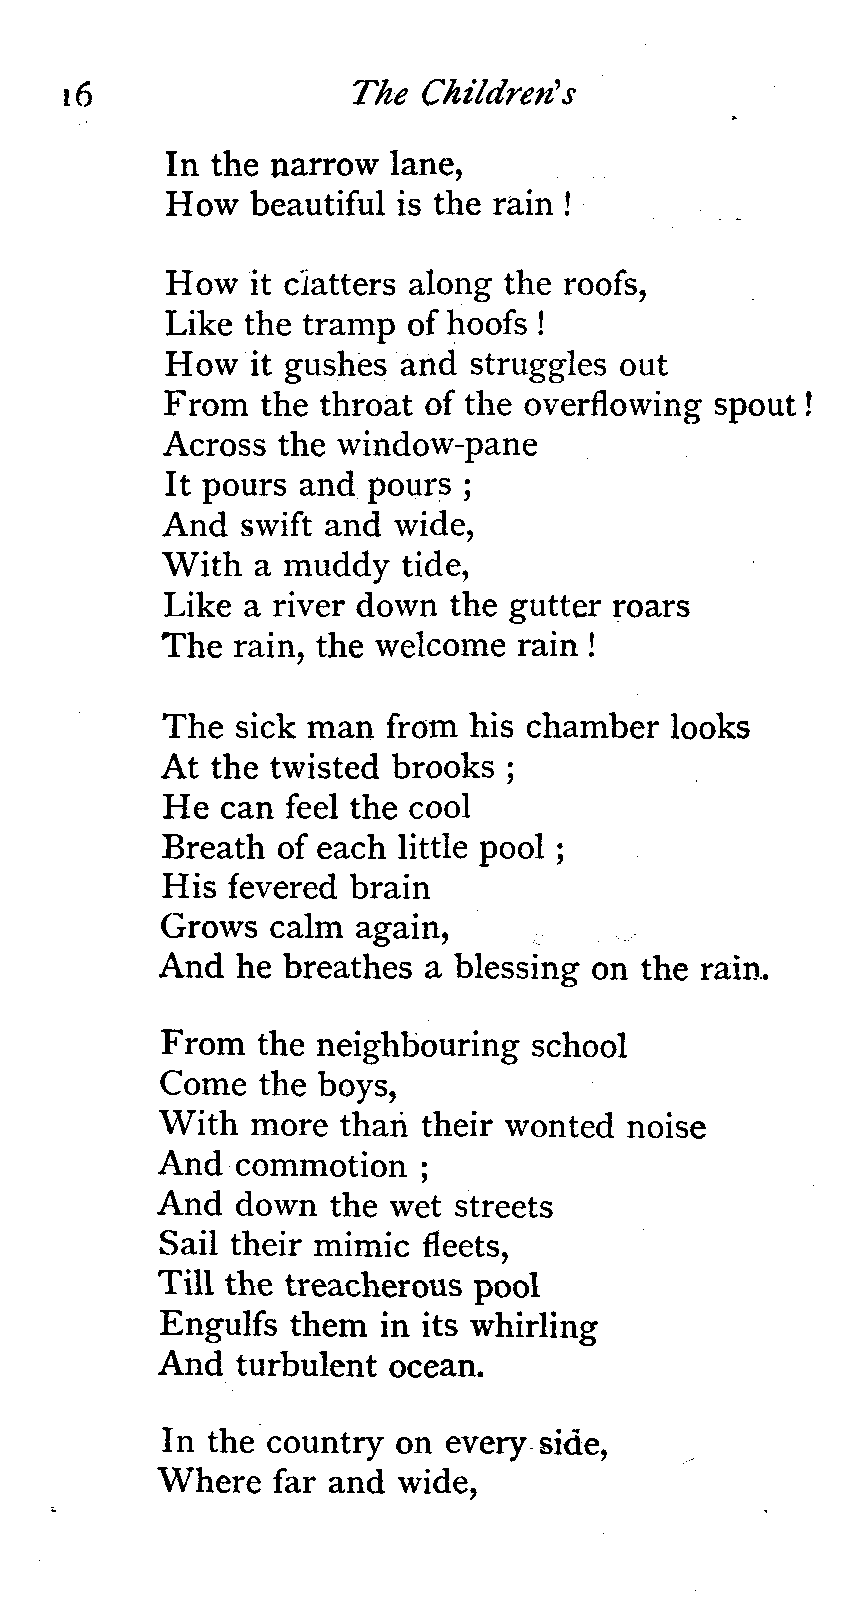 16 The Children's
In the narrow lane,
How beautiful is the rain !
How it clatters along the roofs,
Like the tramp of hoofs !
How it gushes and struggles out
From the throat of the overflowing spout !
Across the window-pane
It pours and pours ;
And swift and wide,
With a muddy tide,
Like a river down the gutter roars
The rain, the welcome rain !
The sick man from his chamber looks
At the twisted brooks ;
He can feel the cool
Breath of each little pool ;
His fevered brain
Grows calm again,
And he breathes a blessing on the rain.
From the neighbouring school
Come the boys,
With more than their wonted noise
And commotion ;
And down the wet streets
Sail their mimic fleets,
Till the treacherous pool
Engulfs them in its whirling
And turbulent ocean.
In the country on every side,
Where far and wide,